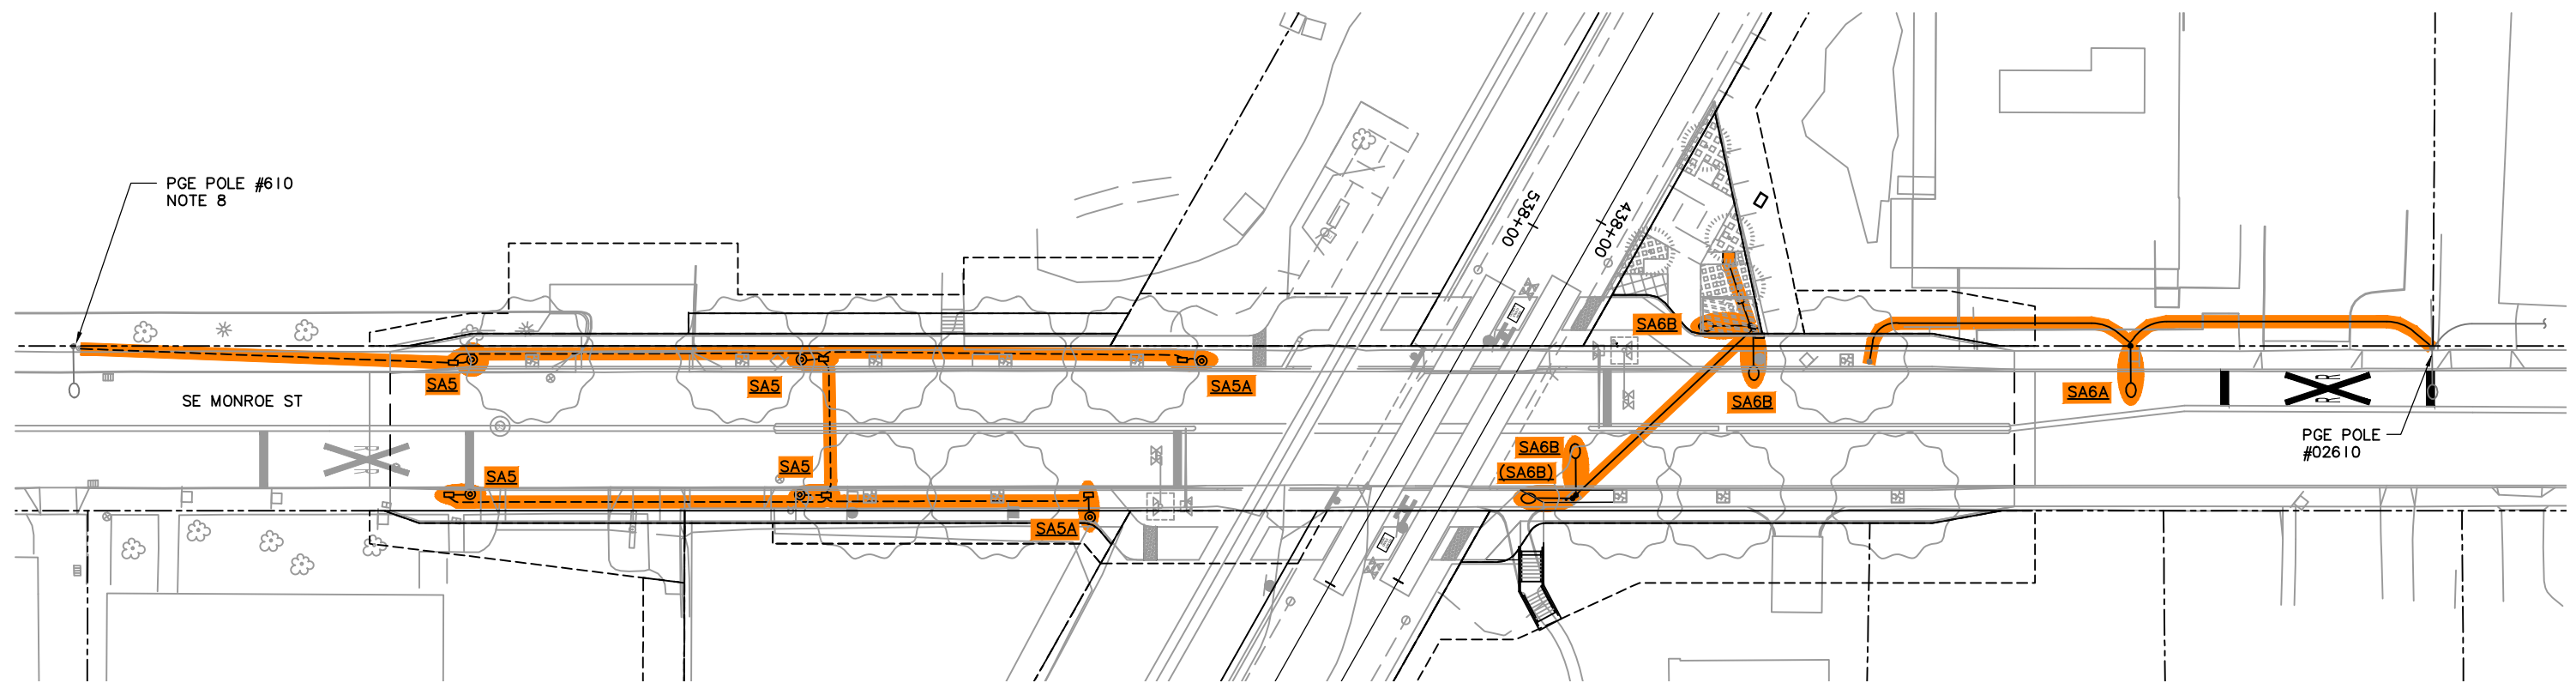 PGE POLE #610
NOTE 8
538+00
438+00
SA6B
SA5
SA5
SA5A
SE MONROE ST
SA6B
SA6A
PGE POLE
#02610
SA5
SA5
SA6B
(SA6B)
SA5A
R R